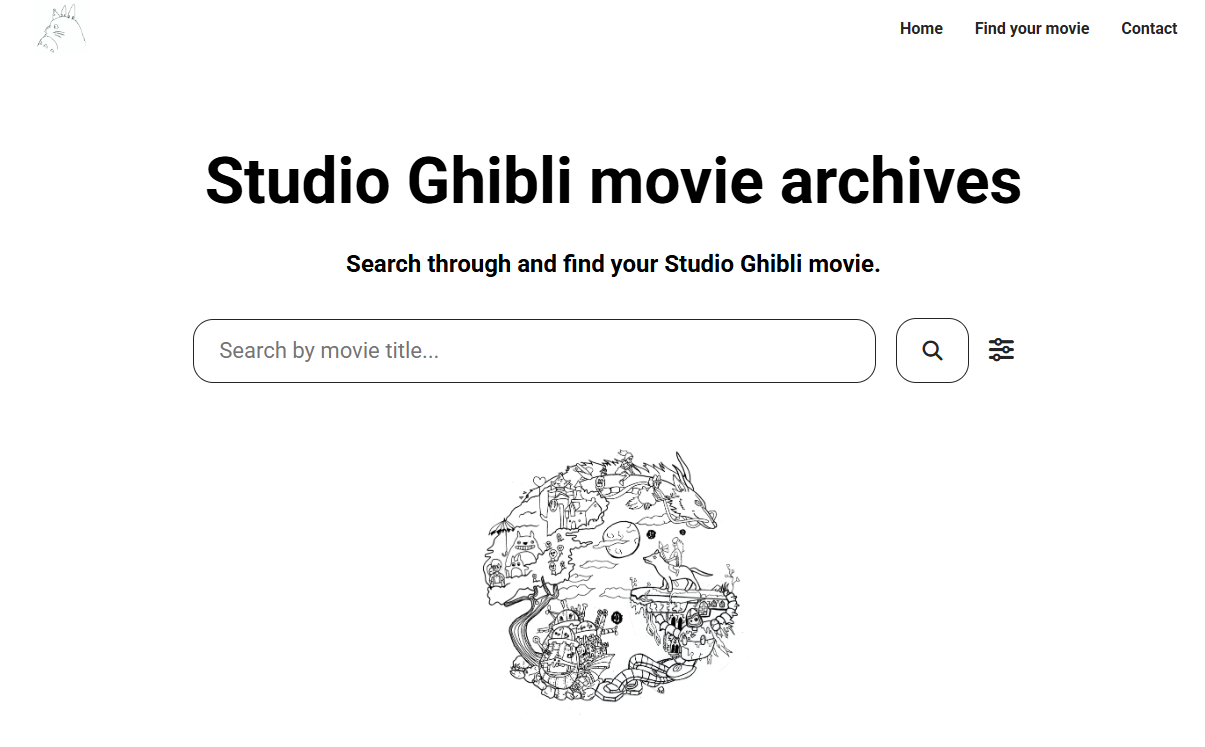 Home Find your movie Contact
Studio Ghibli movie archives
Search through and find your Studio Ghibli movie.
Search by movie title...